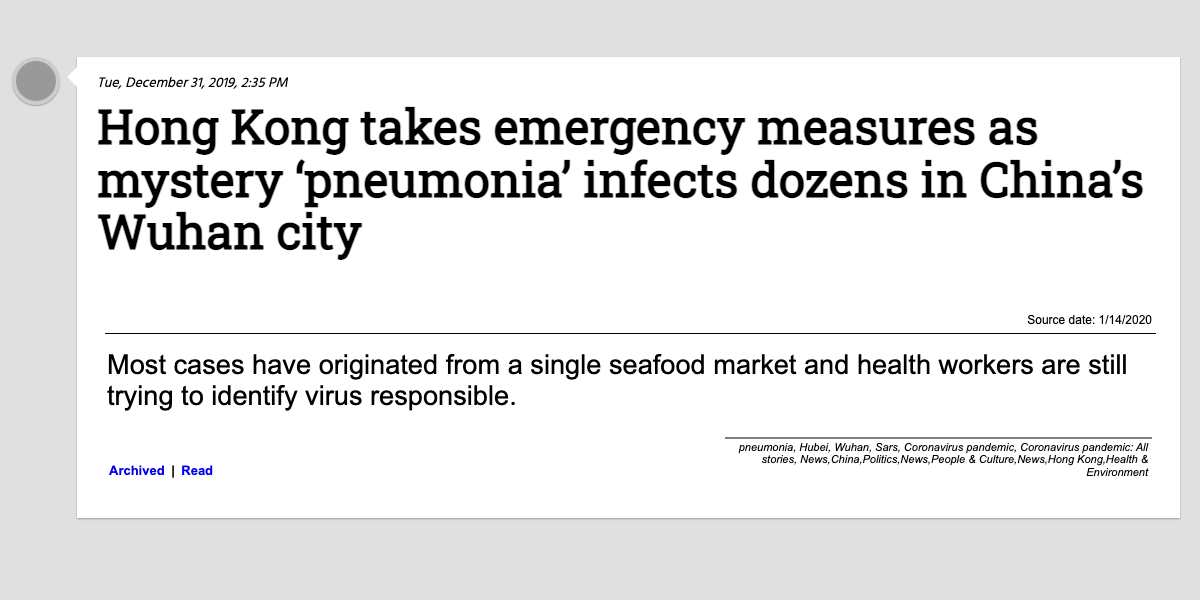 Tue, December 31, 2019, 2:35 PM
Hong Kong takes emergency measures as
mystery ‘pneumonia’ infects dozens in China’s
Wuhan city
Source date: 1/14/2020
Most cases have originated from a single seafood market and health workers are still
trying to identify virus responsible.
pneumonia, Hubei, Wuhan, Sars, Coronavirus pandemic, Coronavirus pandemic: All
stories, News,China,Politics,News,People & Culture,News,Hong Kong,Health &
Environment
Archived | Read